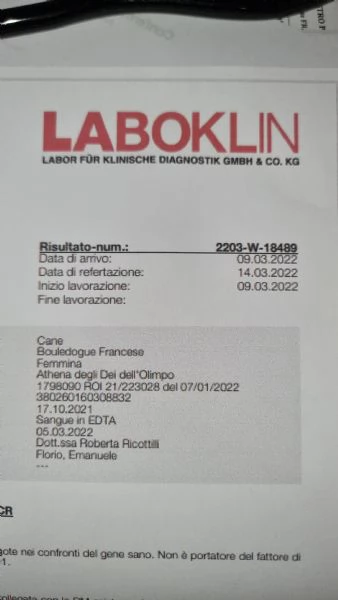 LABOKLIN
LABOR FÜR KLINISCHE DIAGNOSTIK GMBH & CO. KG
Risultato-num.: 2203-W-18489
Data di arrivo: 09.03.2022
Data di refertazione: 14.03.2022
Inizio lavorazione: 09.03.2022
Fine lavorazione:
Cane
Bouledogue Francese
Femmina
Athena degli Dei dell'Olimpo
1798090 ROI 21/223028 del 07/01/2022
380260160308832
17.10.2021
Sangue in EDTA
05.03.2022
Dott.ssa Roberta Ricottilli
Florio, Emanuele
---
CR
gote nei confronti del gene sano. Non è portatore del fattore di
1.